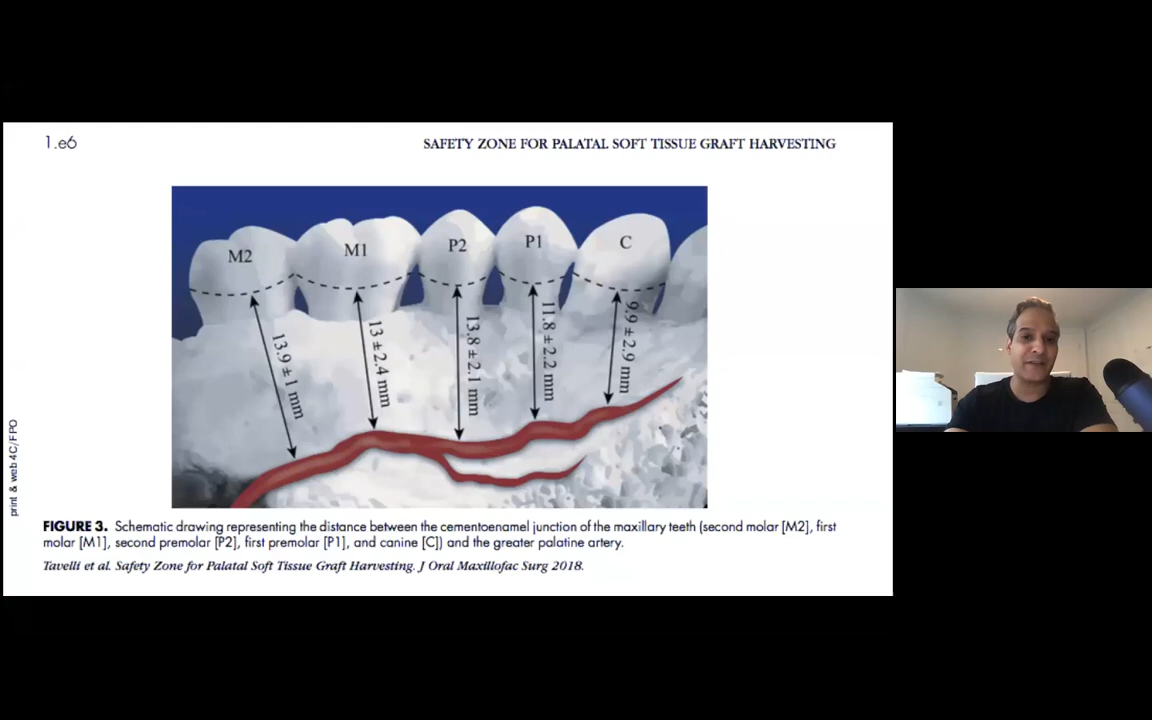 1.e6
SAFETY ZONE FOR PALATAL SOFT TISSUE GRAFT HARVESTING
M2
M1
P2
P1
C
13.9 ± 1 mm
13 ± 2.4 mm
13.8 ± 2.1 mm
11.8 ± 2.2 mm
9.9 ± 2.9 mm
print & web 4C/FPO
FIGURE 3. Schematic drawing representing the distance between the cementoenamel junction of the maxillary teeth (second molar [M2], first
molar [M1], second premolar [P2], first premolar [P1], and canine [C]) and the greater palatine artery.
Tavelli et al. Safety Zone for Palatal Soft Tissue Graft Harvesting. J Oral Maxillofac Surg 2018.